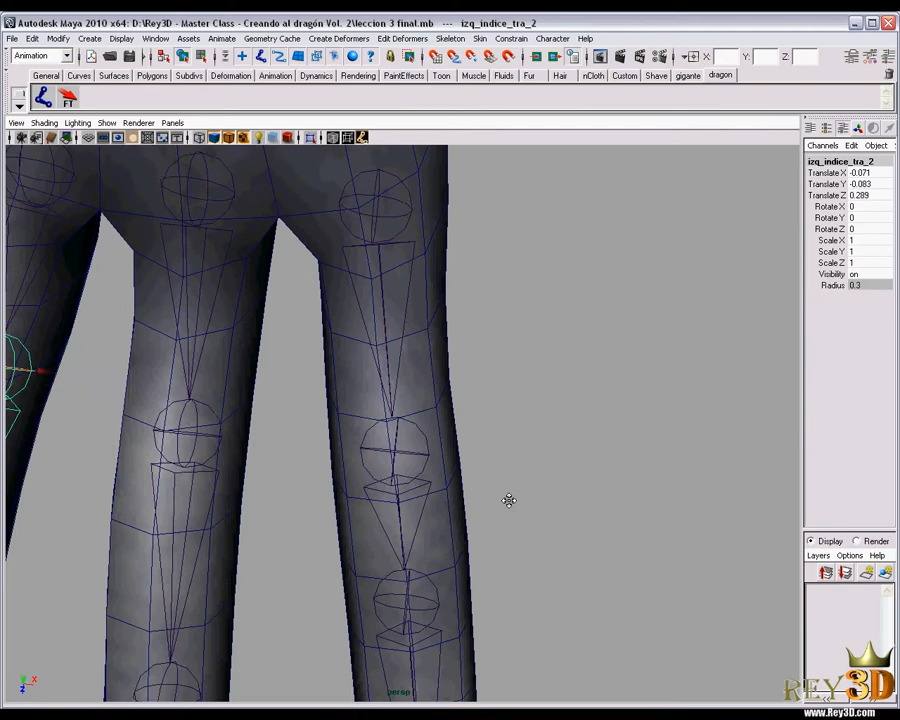 Autodesk Maya 2010 x64: D:\Rey3D - Master Class - Creando al dragón Vol. 2\leccion 3 final.mb --- izq_indice_tra_2
File Edit Modify Create Display Window Assets Animate Geometry Cache Create Deformers Edit Deformers Skeleton Skin Constrain Character Help
Animation X: Y: Z:
General Curves Surfaces Polygons Subdivs Deformation Animation Dynamics Rendering PaintEffects Toon Muscle Fluids Fur Hair nCloth Custom Shave gigante dragon
FT
View Shading Lighting Show Renderer Panels
Channels Edit Object
izq_indice_tra_2
Translate X -0.071
Translate Y -0.083
Translate Z 0.289
Rotate X 0
Rotate Y 0
Rotate Z 0
Scale X 1
Scale Y 1
Scale Z 1
Visibility on
Radius 0.3
Display Render
Layers Options Help
persp
REY3D
www.Rey3D.com